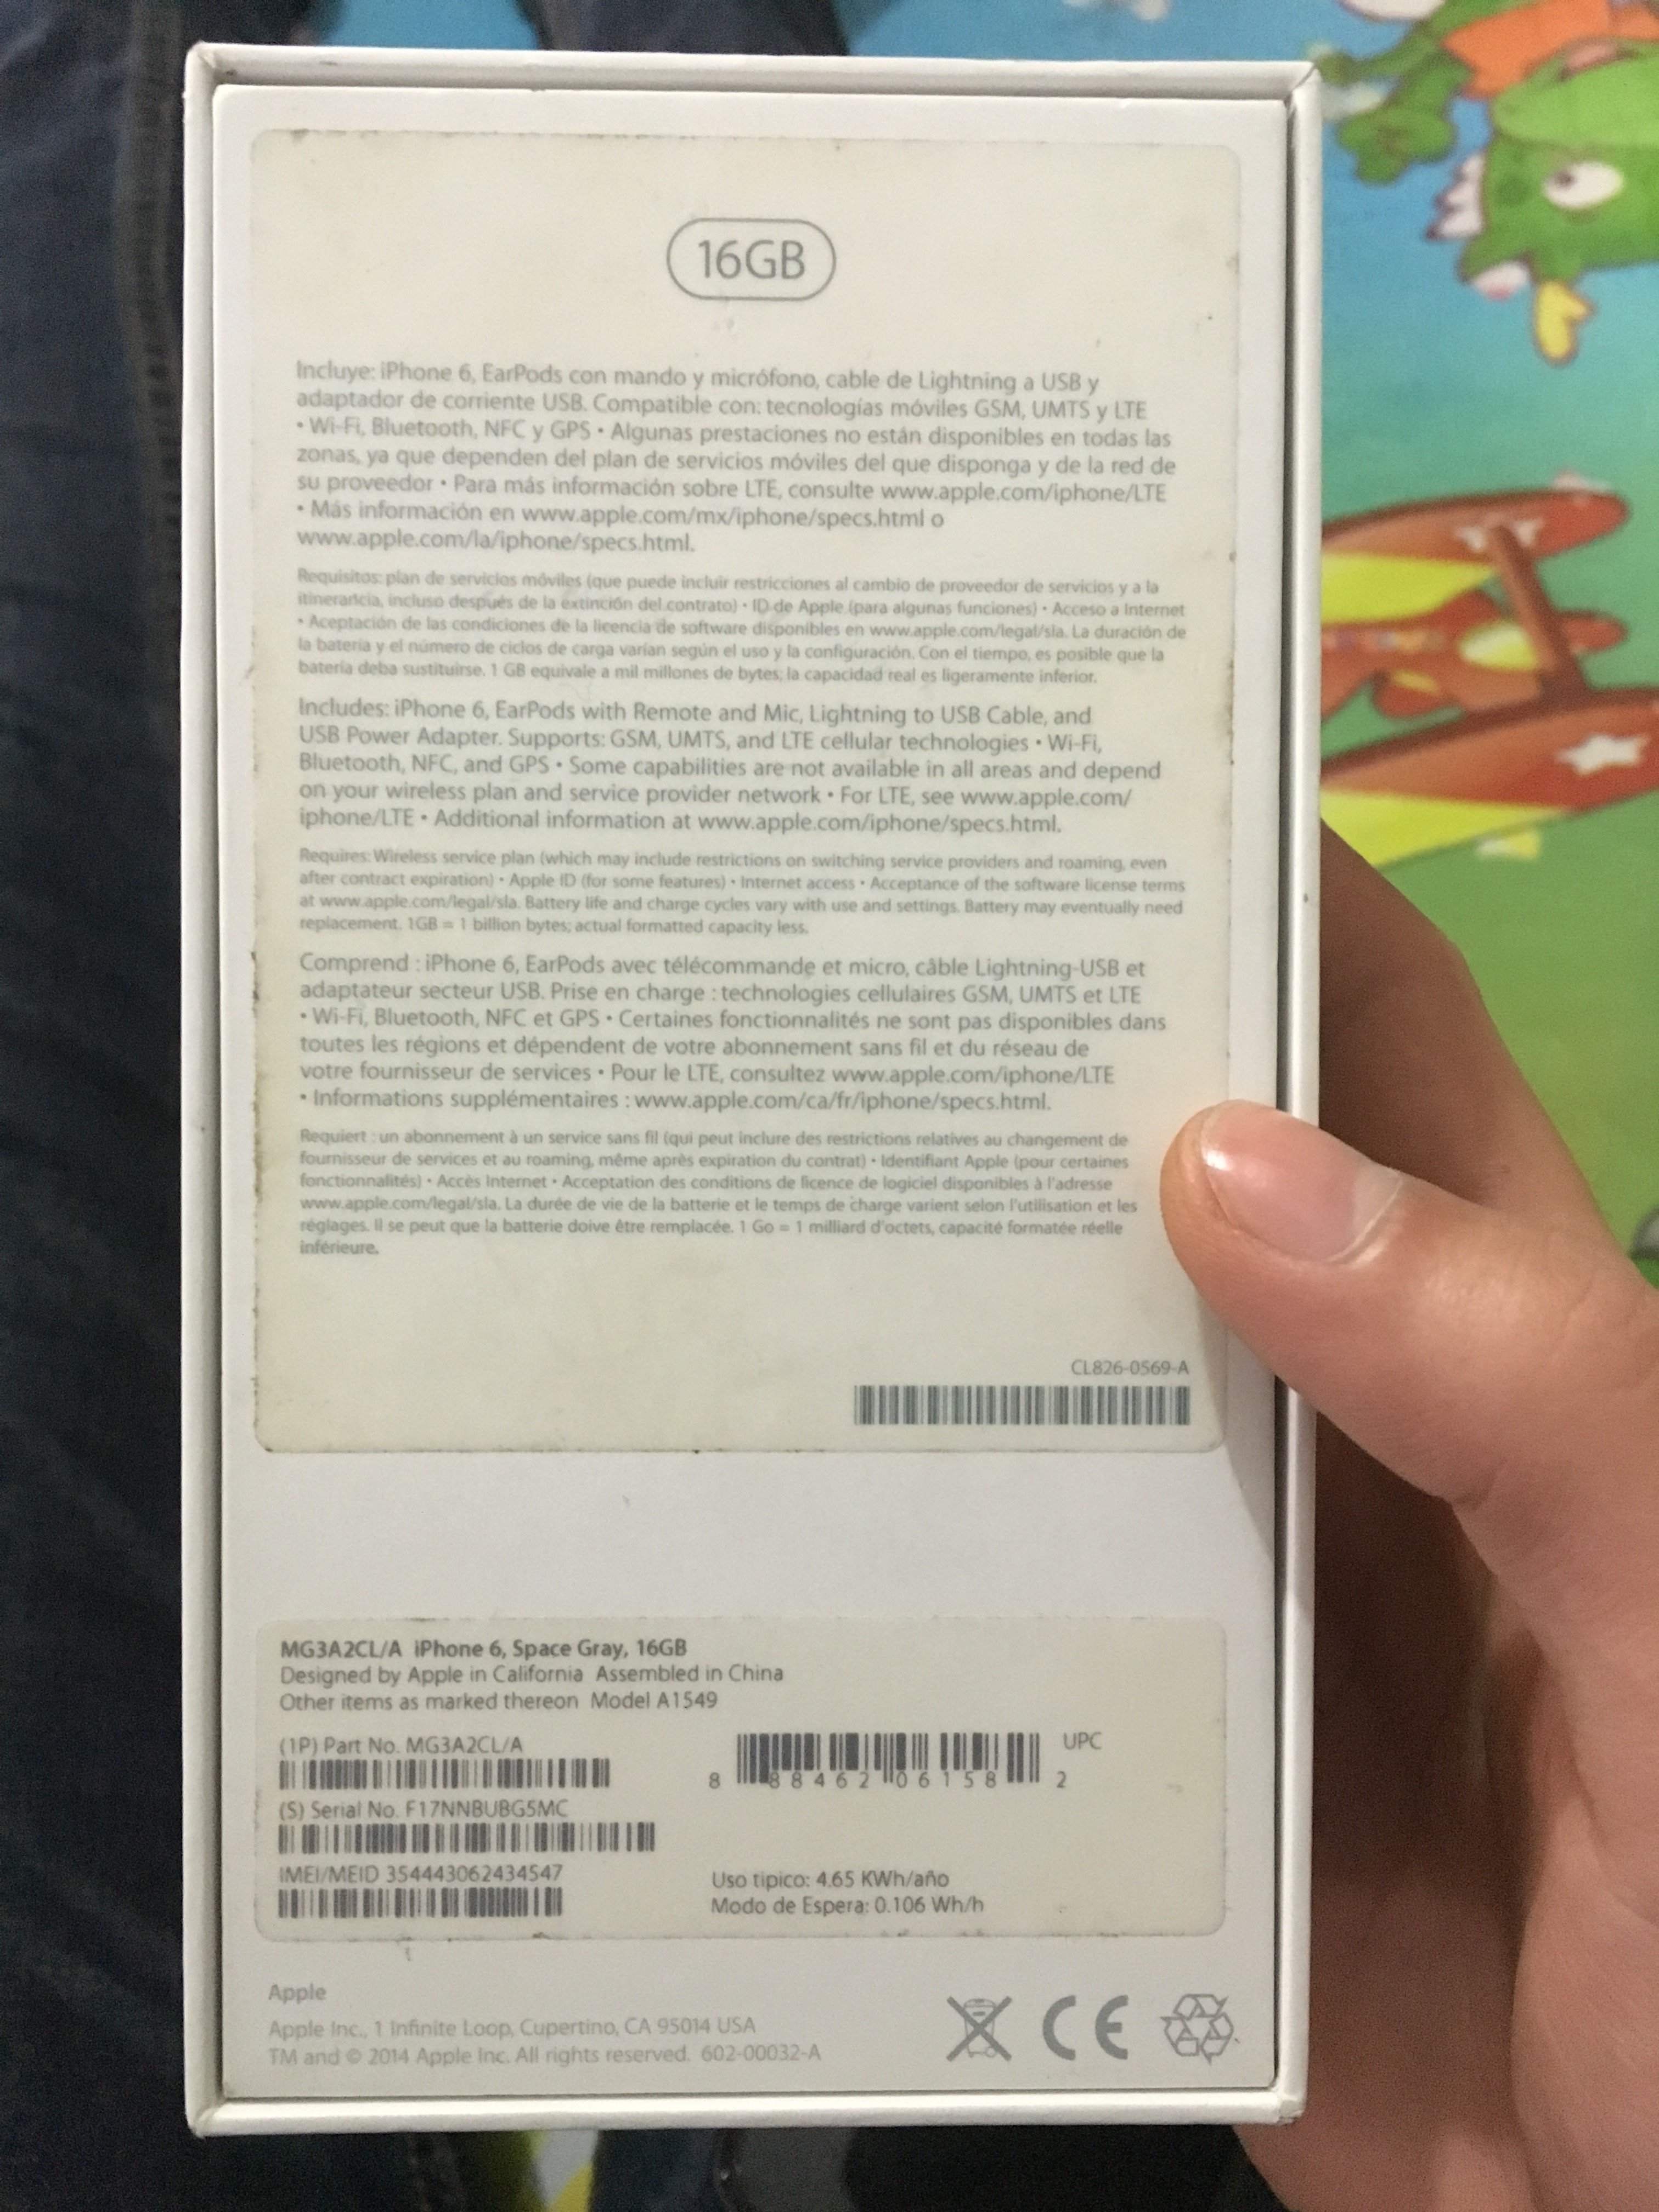 16GB
Incluye: iPhone 6, EarPods con mando y micrófono, cable de Lightning a USB y
adaptador de corriente USB. Compatible con: tecnologías móviles GSM, UMTS y LTE
• Wi-Fi, Bluetooth, NFC y GPS • Algunas prestaciones no están disponibles en todas las
zonas, ya que dependen del plan de servicios móviles del que disponga y de la red de
su proveedor • Para más información sobre LTE, consulte www.apple.com/iphone/LTE
• Más información en www.apple.com/mx/iphone/specs.html o
www.apple.com/la/iphone/specs.html.
Requisitos: plan de servicios móviles (que puede incluir restricciones al cambio de proveedor de servicios y a la
itinerancia, incluso después de la extinción del contrato) • ID de Apple (para algunas funciones) • Acceso a Internet
• Aceptación de las condiciones de la licencia de software disponibles en www.apple.com/legal/sla. La duración de
la batería y el número de ciclos de carga varían según el uso y la configuración. Con el tiempo, es posible que la
batería deba sustituirse. 1 GB equivale a mil millones de bytes; la capacidad real es ligeramente inferior.
Includes: iPhone 6, EarPods with Remote and Mic, Lightning to USB Cable, and
USB Power Adapter. Supports: GSM, UMTS, and LTE cellular technologies • Wi-Fi,
Bluetooth, NFC, and GPS • Some capabilities are not available in all areas and depend
on your wireless plan and service provider network • For LTE, see www.apple.com/
iphone/LTE • Additional information at www.apple.com/iphone/specs.html.
Requires: Wireless service plan (which may include restrictions on switching service providers and roaming, even
after contract expiration) • Apple ID (for some features) • Internet access • Acceptance of the software license terms
at www.apple.com/legal/sla. Battery life and charge cycles vary with use and settings. Battery may eventually need
replacement. 1GB = 1 billion bytes; actual formatted capacity less.
Comprend : iPhone 6, EarPods avec télécommande et micro, câble Lightning-USB et
adaptateur secteur USB. Prise en charge : technologies cellulaires GSM, UMTS et LTE
• Wi-Fi, Bluetooth, NFC et GPS • Certaines fonctionnalités ne sont pas disponibles dans
toutes les régions et dépendent de votre abonnement sans fil et du réseau de
votre fournisseur de services • Pour le LTE, consultez www.apple.com/iphone/LTE
• Informations supplémentaires : www.apple.com/ca/fr/iphone/specs.html.
Requiert : un abonnement à un service sans fil (qui peut inclure des restrictions relatives au changement de
fournisseur de services et au roaming, même après expiration du contrat) • Identifiant Apple (pour certaines
fonctionnalités) • Accès Internet • Acceptation des conditions de licence de logiciel disponibles à l'adresse
www.apple.com/legal/sla. La durée de vie de la batterie et le temps de charge varient selon l'utilisation et les
réglages. Il se peut que la batterie doive être remplacée. 1 Go = 1 milliard d'octets, capacité formatée réelle
inférieure.
CL826-0569-A
MG3A2CL/A iPhone 6, Space Gray, 16GB
Designed by Apple in California Assembled in China
Other items as marked thereon Model A1549
(1P) Part No. MG3A2CL/A
UPC
8 88462 06158 2
(S) Serial No. F17NNBUBG5MC
IMEI/MEID 354443062434547
Uso tipico: 4.65 KWh/año
Modo de Espera: 0.106 Wh/h
Apple
Apple Inc., 1 Infinite Loop, Cupertino, CA 95014 USA
TM and © 2014 Apple Inc. All rights reserved. 602-00032-A
CE